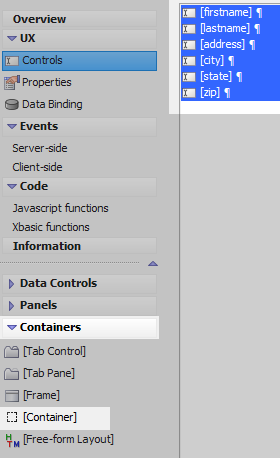 Overview
UX
Controls
Properties
Data Binding
Events
Server-side
Client-side
Code
Javascript functions
Xbasic functions
Information
Data Controls
Panels
Containers
[Tab Control]
[Tab Pane]
[Frame]
[Container]
[Free-form Layout]
[firstname] ¶
[lastname] ¶
[address] ¶
[city] ¶
[state] ¶
[zip] ¶